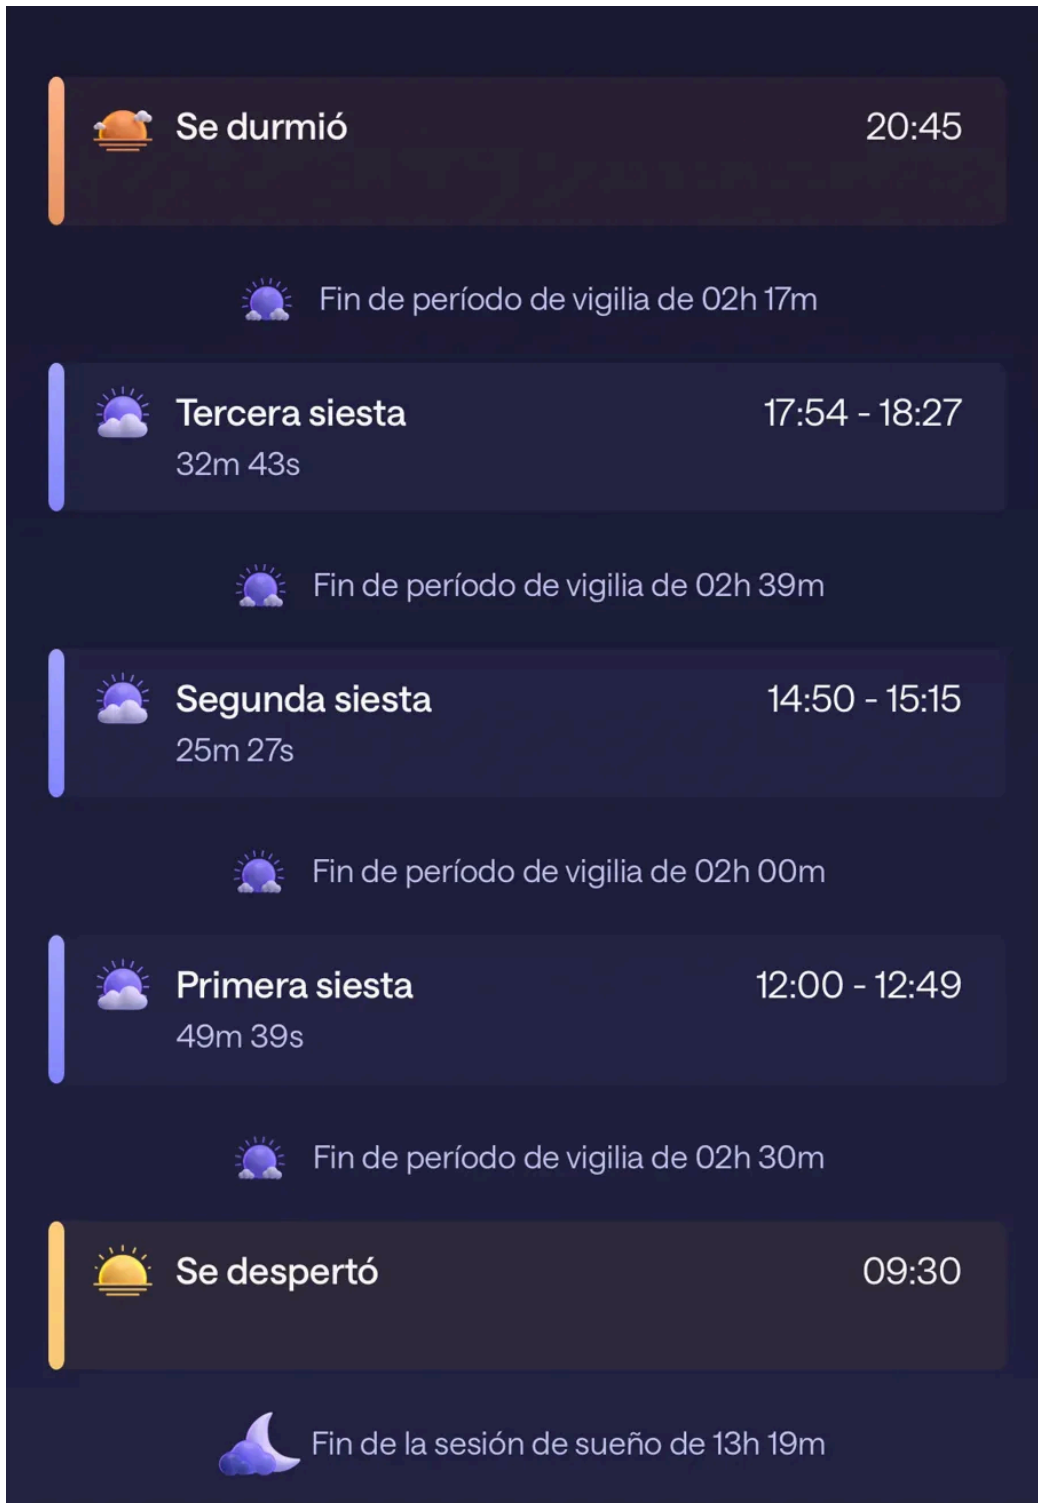 Se durmió 20:45
Fin de período de vigilia de 02h 17m
Tercera siesta 17:54 - 18:27
32m 43s
Fin de período de vigilia de 02h 39m
Segunda siesta 14:50 - 15:15
25m 27s
Fin de período de vigilia de 02h 00m
Primera siesta 12:00 - 12:49
49m 39s
Fin de período de vigilia de 02h 30m
Se despertó 09:30
Fin de la sesión de sueño de 13h 19m